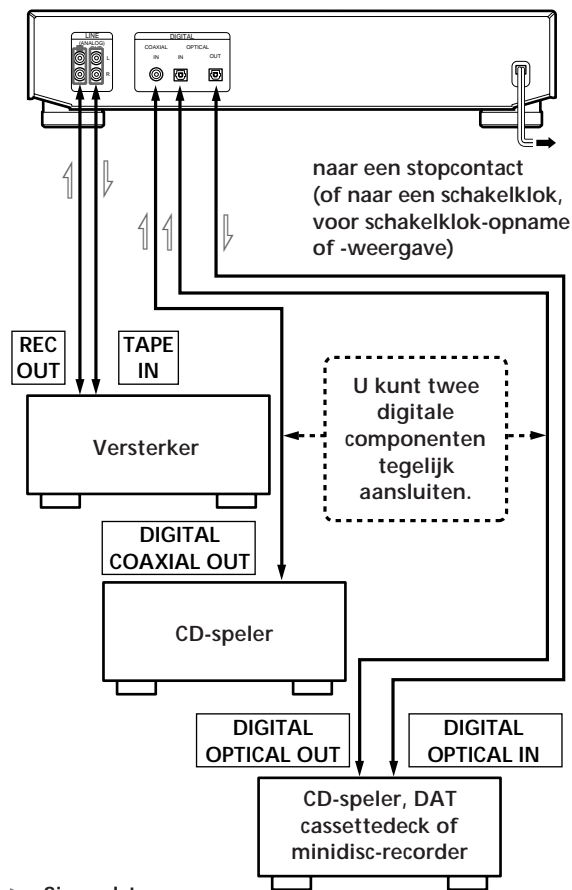 LINE
(ANALOG)
L
R
DIGITAL
COAXIAL OPTICAL
IN IN OUT
naar een stopcontact
(of naar een schakelklok,
voor schakelklok-opname
of -weergave)
REC
OUT
TAPE
IN
Versterker
U kunt twee
digitale
componenten
tegelijk
aansluiten.
DIGITAL
COAXIAL OUT
CD-speler
DIGITAL
OPTICAL OUT
DIGITAL
OPTICAL IN
CD-speler, DAT
cassettedeck of
minidisc-recorder